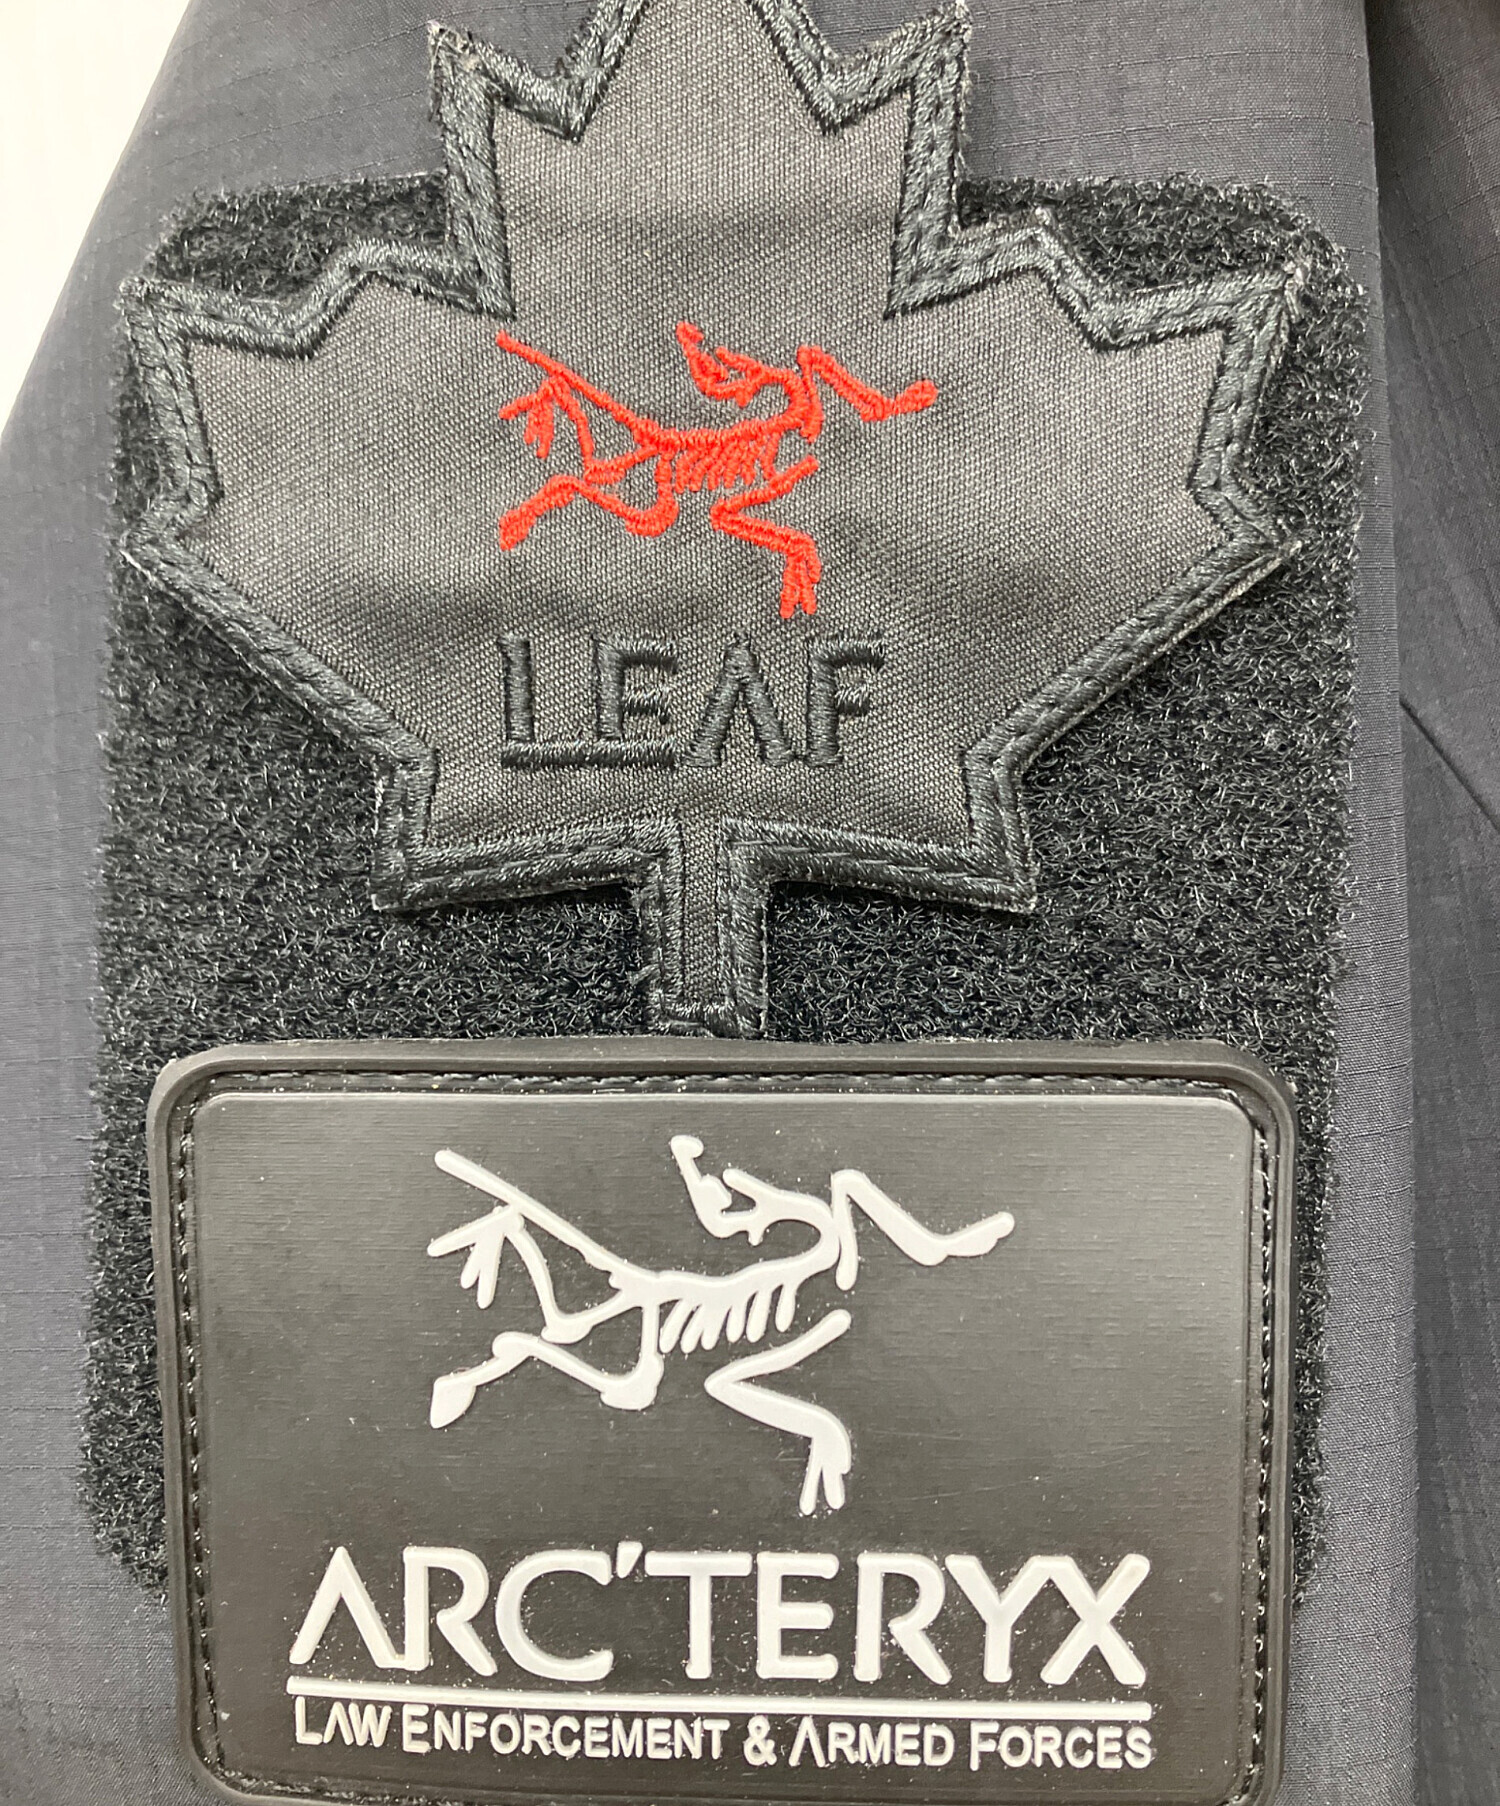 LEAF
ARC'TERYX
LAW ENFORCEMENT & ARMED FORCES